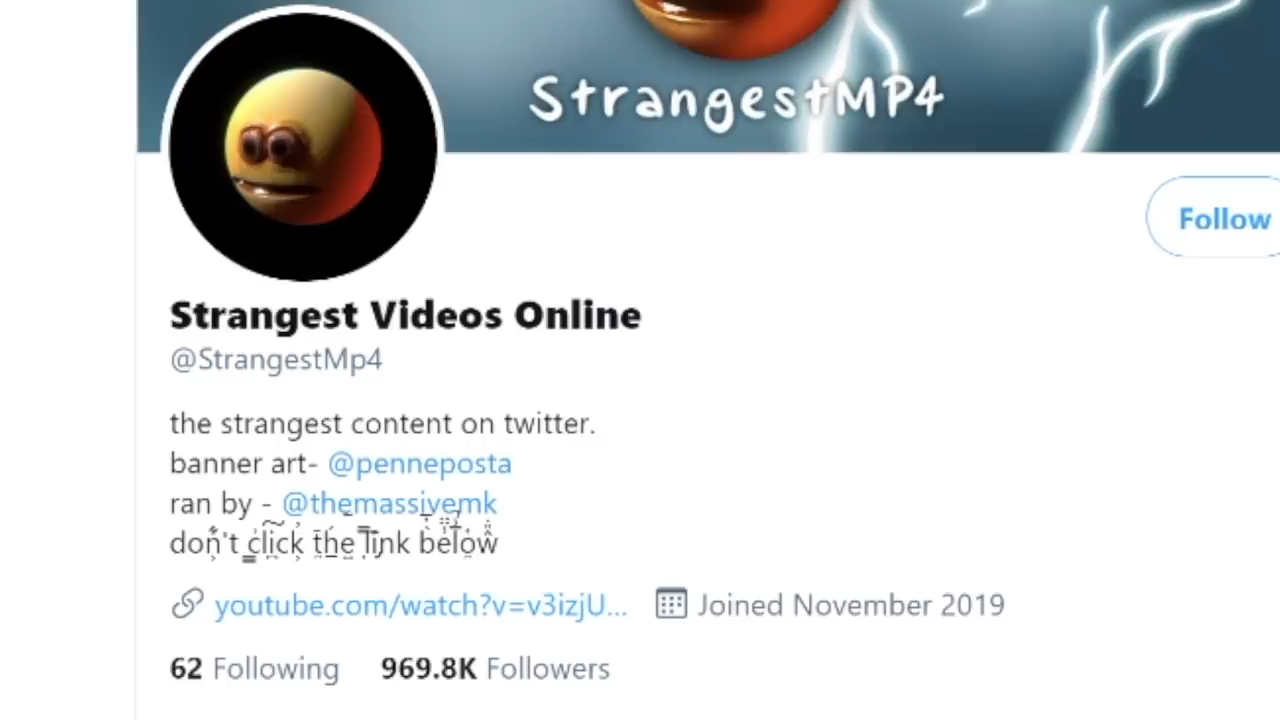 StrangestMP4
Follow
Strangest Videos Online
@StrangestMp4
the strangest content on twitter.
banner art- @penneposta
ran by - @themassivemk
don't click the link below
youtube.com/watch?v=v3izjU...
Joined November 2019
62 Following 969.8K Followers